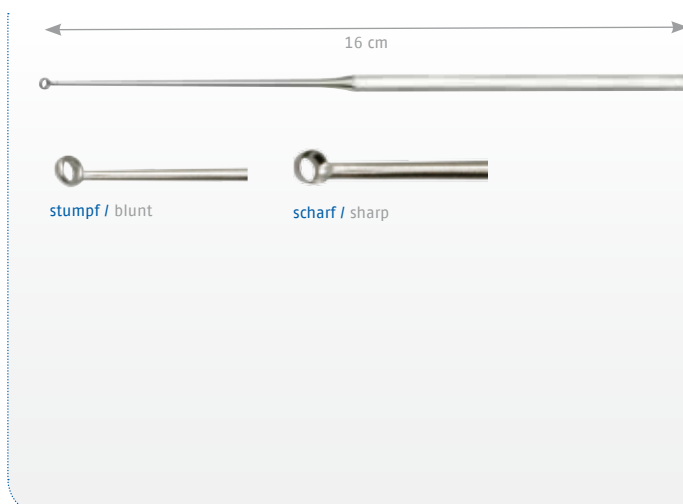 16 cm
stumpf / blunt
scharf / sharp